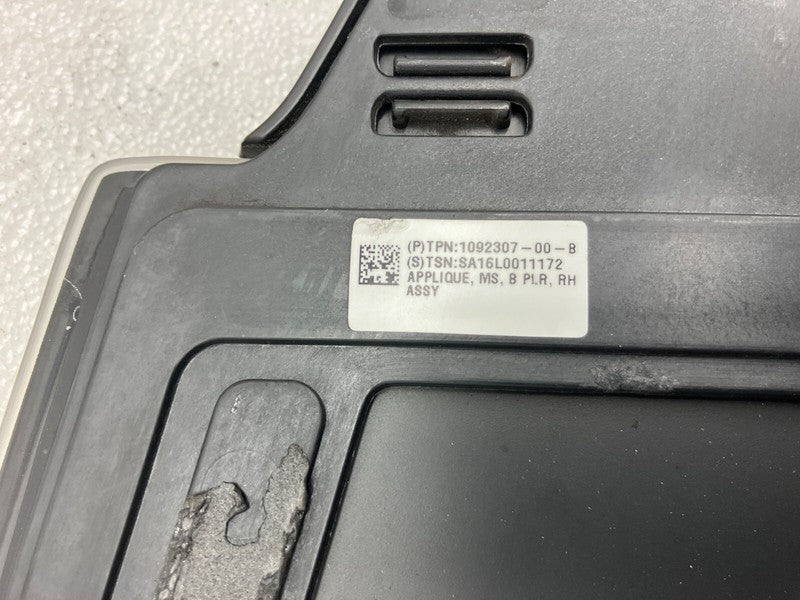 (P)TPN:1092307-00-B
(S)TSN:SA16L0011172
APPLIQUE, MS, B PLR, RH
ASSY